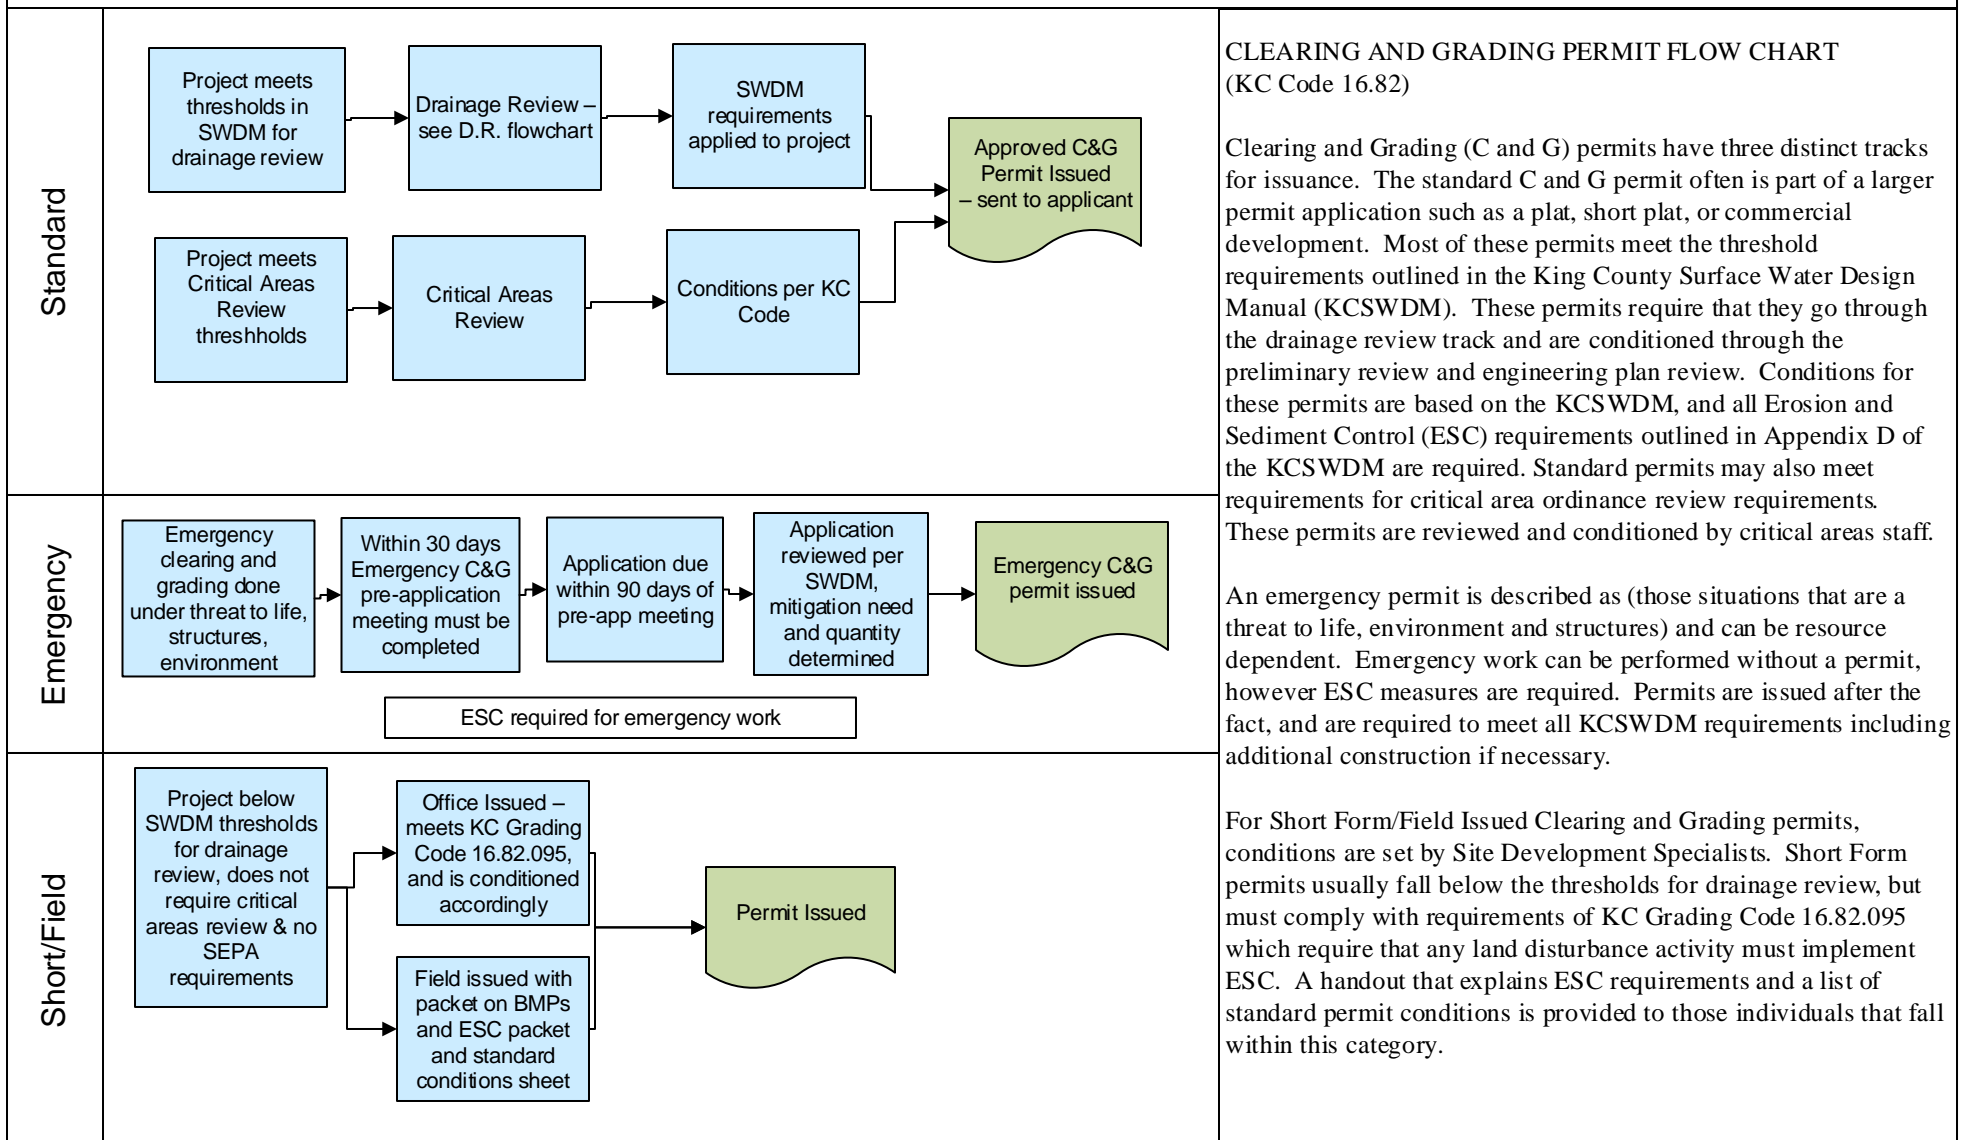 Standard
Project meets
thresholds in
SWDM for
drainage review
Drainage Review –
see D.R. flowchart
SWDM
requirements
applied to project
Approved C&G
Permit Issued
– sent to applicant
Project meets
Critical Areas
Review
threshholds
Critical Areas
Review
Conditions per KC
Code
Emergency
Emergency
clearing and
grading done
under threat to life,
structures,
environment
Within 30 days
Emergency C&G
pre-application
meeting must be
completed
Application due
within 90 days of
pre-app meeting
Application
reviewed per
SWDM,
mitigation need
and quantity
determined
Emergency C&G
permit issued
ESC required for emergency work
Short/Field
Project below
SWDM thresholds
for drainage
review, does not
require critical
areas review & no
SEPA
requirements
Office Issued –
meets KC Grading
Code 16.82.095,
and is conditioned
accordingly
Field issued with
packet on BMPs
and ESC packet
and standard
conditions sheet
Permit Issued
CLEARING AND GRADING PERMIT FLOW CHART
(KC Code 16.82)
Clearing and Grading (C and G) permits have three distinct tracks
for issuance.  The standard C and G permit often is part of a larger
permit application such as a plat, short plat, or commercial
development.  Most of these permits meet the threshold
requirements outlined in the King County Surface Water Design
Manual (KCSWDM).  These permits require that they go through
the drainage review track and are conditioned through the
preliminary review and engineering plan review.  Conditions for
these permits are based on the KCSWDM, and all Erosion and
Sediment Control (ESC) requirements outlined in Appendix D of
the KCSWDM are required. Standard permits may also meet
requirements for critical area ordinance review requirements.
These permits are reviewed and conditioned by critical areas staff.
An emergency permit is described as (those situations that are a
threat to life, environment and structures) and can be resource
dependent.  Emergency work can be performed without a permit,
however ESC measures are required.  Permits are issued after the
fact, and are required to meet all KCSWDM requirements including
additional construction if necessary.
For Short Form/Field Issued Clearing and Grading permits,
conditions are set by Site Development Specialists.  Short Form
permits usually fall below the thresholds for drainage review, but
must comply with requirements of KC Grading Code 16.82.095
which require that any land disturbance activity must implement
ESC.  A handout that explains ESC requirements and a list of
standard permit conditions is provided to those individuals that fall
within this category.